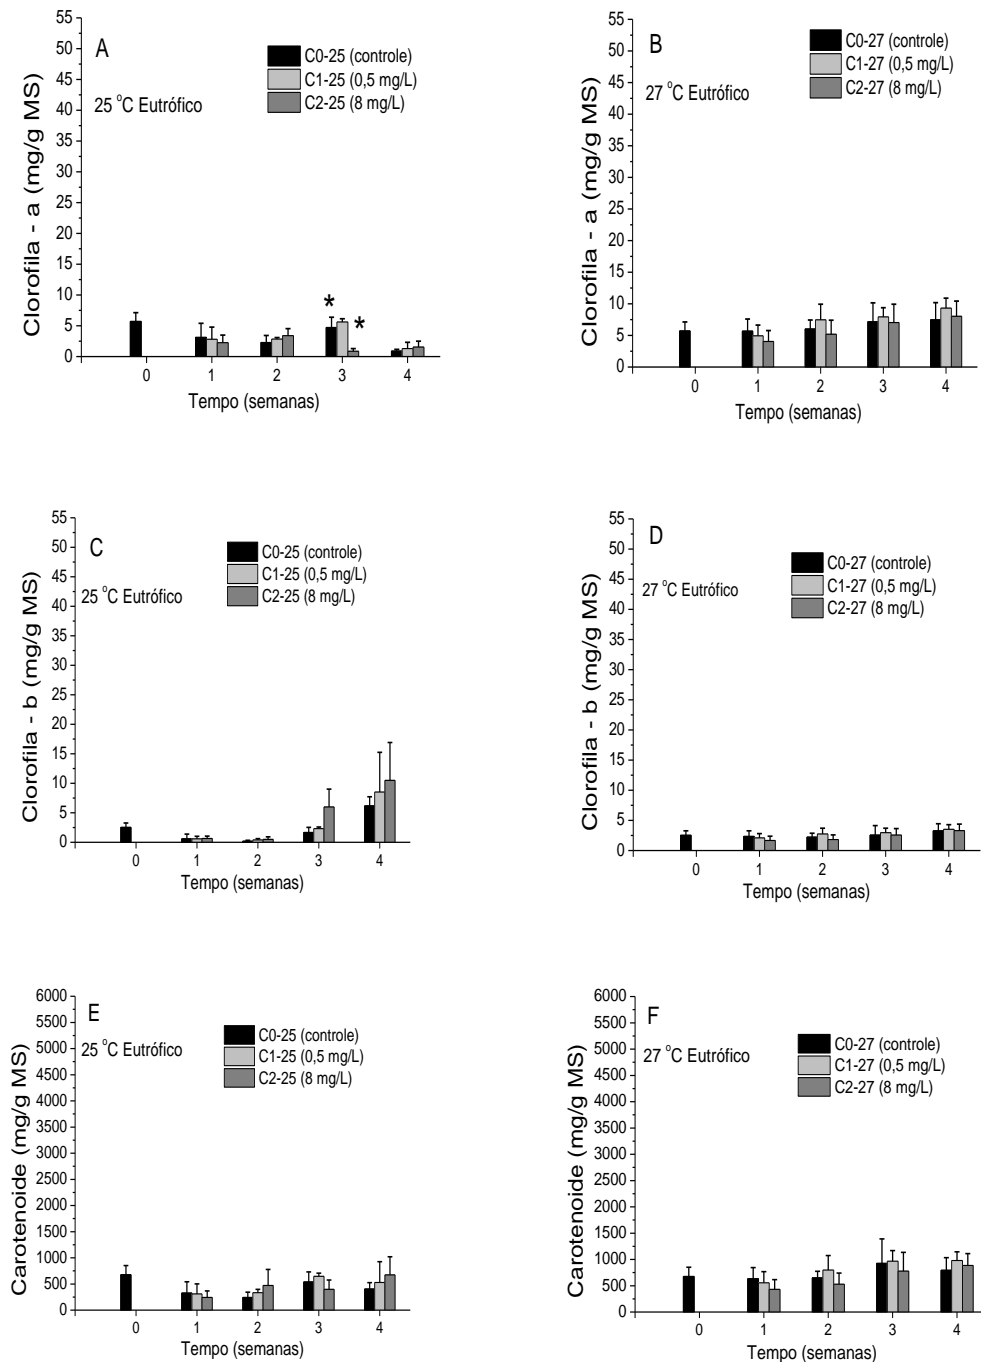 A
25 °C Eutrófico
C0-25 (controle)
C1-25 (0,5 mg/L)
C2-25 (8 mg/L)
Clorofila - a (mg/g MS)
55
50
45
40
35
30
25
20
15
10
5
0
* *
0 1 2 3 4
Tempo (semanas)
B
27 °C Eutrófico
C0-27 (controle)
C1-27 (0,5 mg/L)
C2-27 (8 mg/L)
Clorofila - a (mg/g MS)
55
50
45
40
35
30
25
20
15
10
5
0
0 1 2 3 4
Tempo (semanas)
C
25 °C Eutrófico
C0-25 (controle)
C1-25 (0,5 mg/L)
C2-25 (8 mg/L)
Clorofila - b (mg/g MS)
55
50
45
40
35
30
25
20
15
10
5
0
0 1 2 3 4
Tempo (semanas)
D
27 °C Eutrófico
C0-27 (controle)
C1-27 (0,5 mg/L)
C2-27 (8 mg/L)
Clorofila - b (mg/g MS)
55
50
45
40
35
30
25
20
15
10
5
0
0 1 2 3 4
Tempo (semanas)
E
25 °C Eutrófico
C0-25 (controle)
C1-25 (0,5 mg/L)
C2-25 (8 mg/L)
Carotenoide (mg/g MS)
6000
5500
5000
4500
4000
3500
3000
2500
2000
1500
1000
500
0
0 1 2 3 4
Tempo (semanas)
F
27 °C Eutrófico
C0-27 (controle)
C1-27 (0,5 mg/L)
C2-27 (8 mg/L)
Carotenoide (mg/g MS)
6000
5500
5000
4500
4000
3500
3000
2500
2000
1500
1000
500
0
0 1 2 3 4
Tempo (semanas)